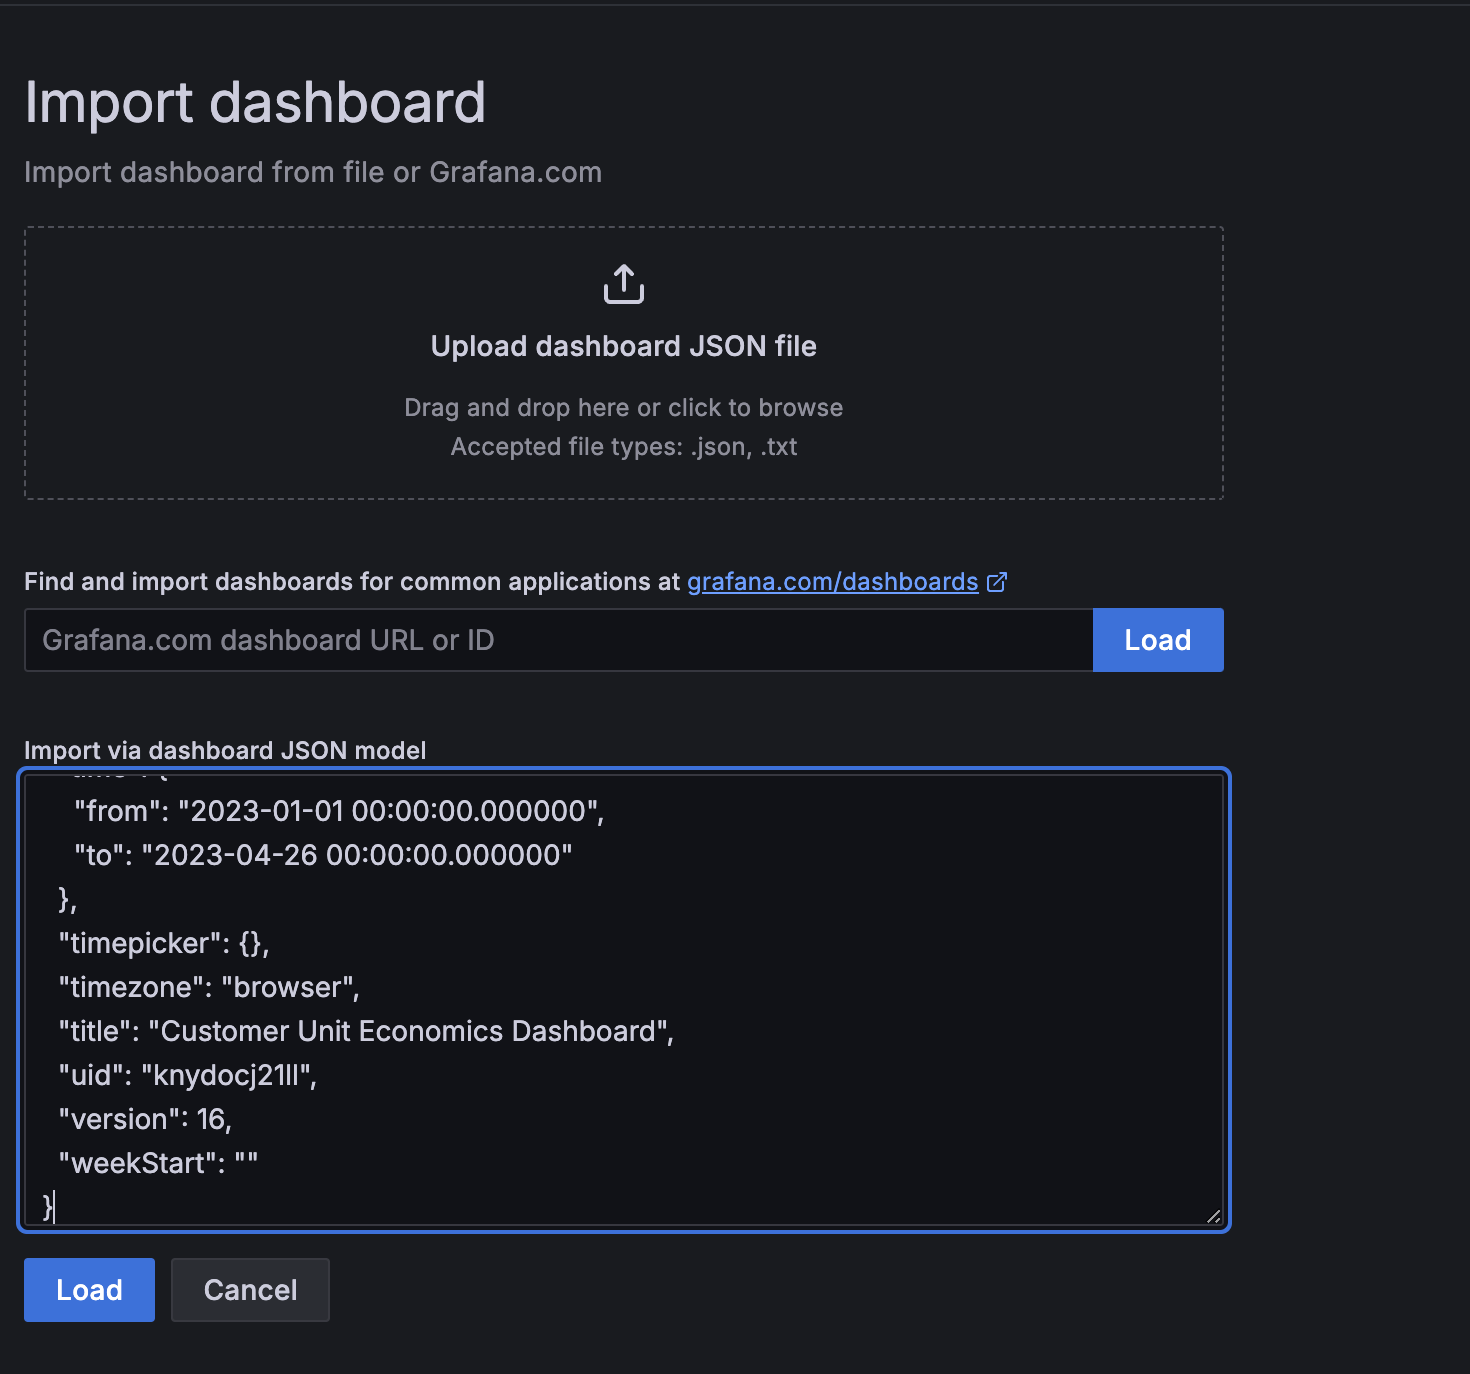 Import dashboard
Import dashboard from file or Grafana.com
Upload dashboard JSON file
Drag and drop here or click to browse
Accepted file types: .json, .txt
Find and import dashboards for common applications at grafana.com/dashboards
Grafana.com dashboard URL or ID
Load
Import via dashboard JSON model
"from": "2023-01-01 00:00:00.000000",
"to": "2023-04-26 00:00:00.000000"
},
"timepicker": {},
"timezone": "browser",
"title": "Customer Unit Economics Dashboard",
"uid": "knydocj21ll",
"version": 16,
"weekStart": ""
}
Load
Cancel